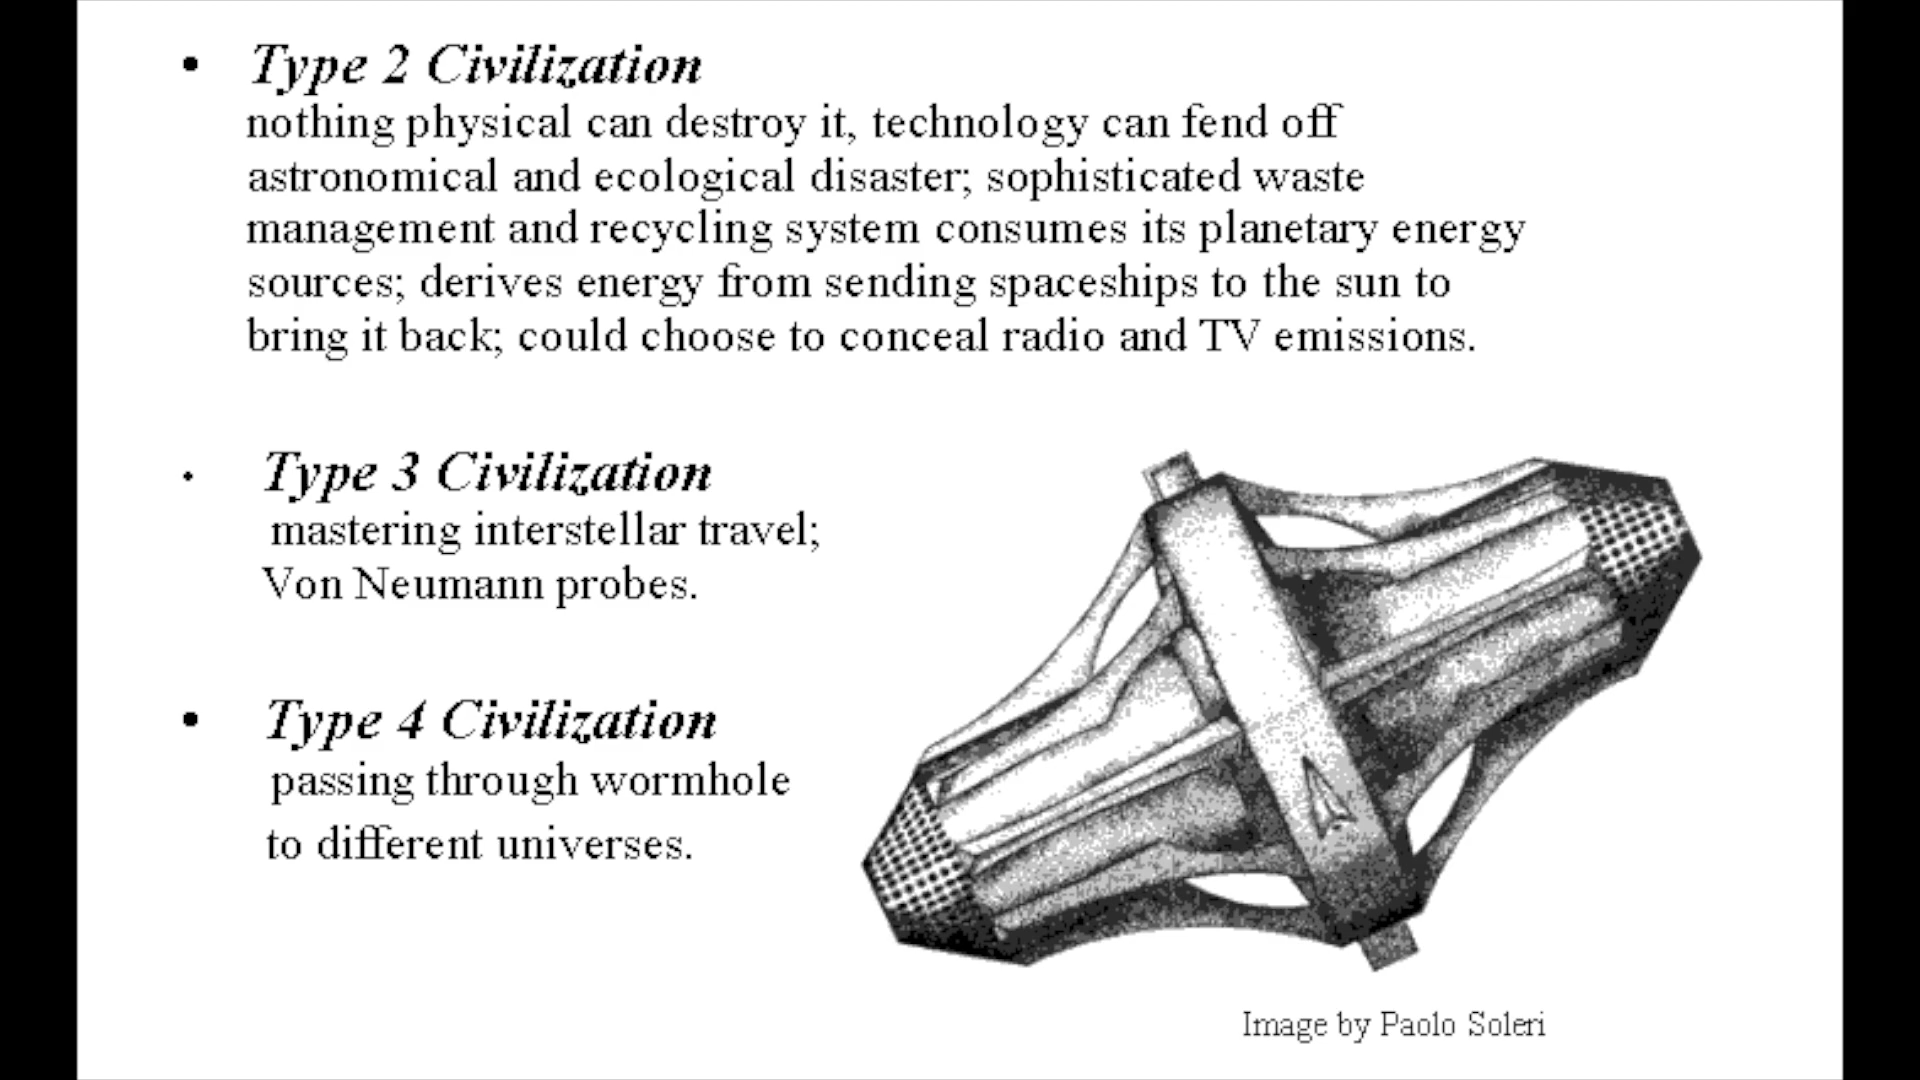 • Type 2 Civilization
nothing physical can destroy it, technology can fend off
astronomical and ecological disaster; sophisticated waste
management and recycling system consumes its planetary energy
sources; derives energy from sending spaceships to the sun to
bring it back; could choose to conceal radio and TV emissions.
• Type 3 Civilization
mastering interstellar travel;
Von Neumann probes.
• Type 4 Civilization
passing through wormhole
to different universes.
Image by Paolo Soleri